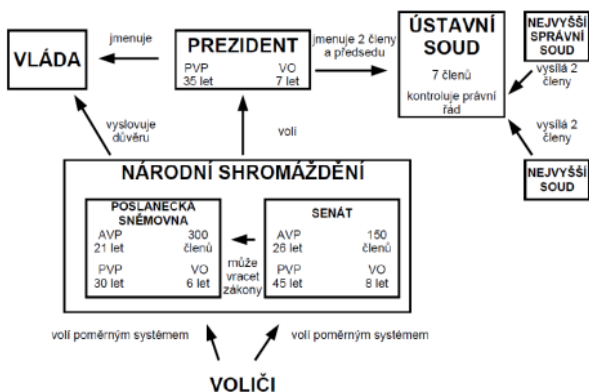 VLÁDA
jmenuje
PREZIDENT
PVP
35 let
VO
7 let
jmenuje 2 členy
a předsedu
ÚSTAVNÍ
SOUD
7 členů
kontroluje právní
řád
NEJVYŠŠÍ
SPRÁVNÍ
SOUD
vysílá 2
členy
vysílá 2
členy
NEJVYŠŠÍ
SOUD
vyslovuje
důvěru
volí
NÁRODNÍ SHROMÁŽDĚNÍ
POSLANECKÁ
SNĚMOVNA
AVP
21 let
300
členů
PVP
30 let
VO
6 let
může
vracet
zákony
SENÁT
AVP
26 let
150
členů
PVP
45 let
VO
8 let
volí poměrným systémem
volí poměrným systémem
VOLIČI